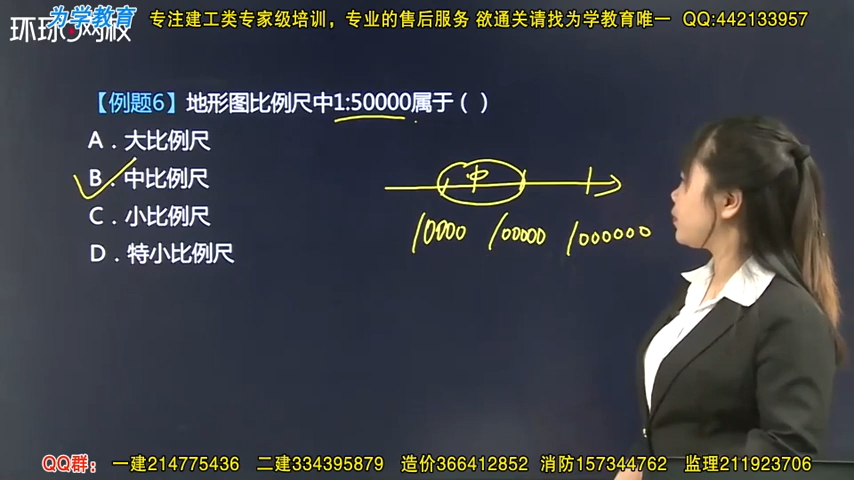 为学教育 专注建工类专家级培训，专业的售后服务 欲通关请找为学教育唯一 QQ:442133957
环球网校
【例题6】地形图比例尺中1:50000属于（ ）
A．大比例尺
B．中比例尺
C．小比例尺
D．特小比例尺
中
10000 100000 1000000
QQ群： 一建214775436 二建334395879 造价366412852 消防157344762 监理211923706